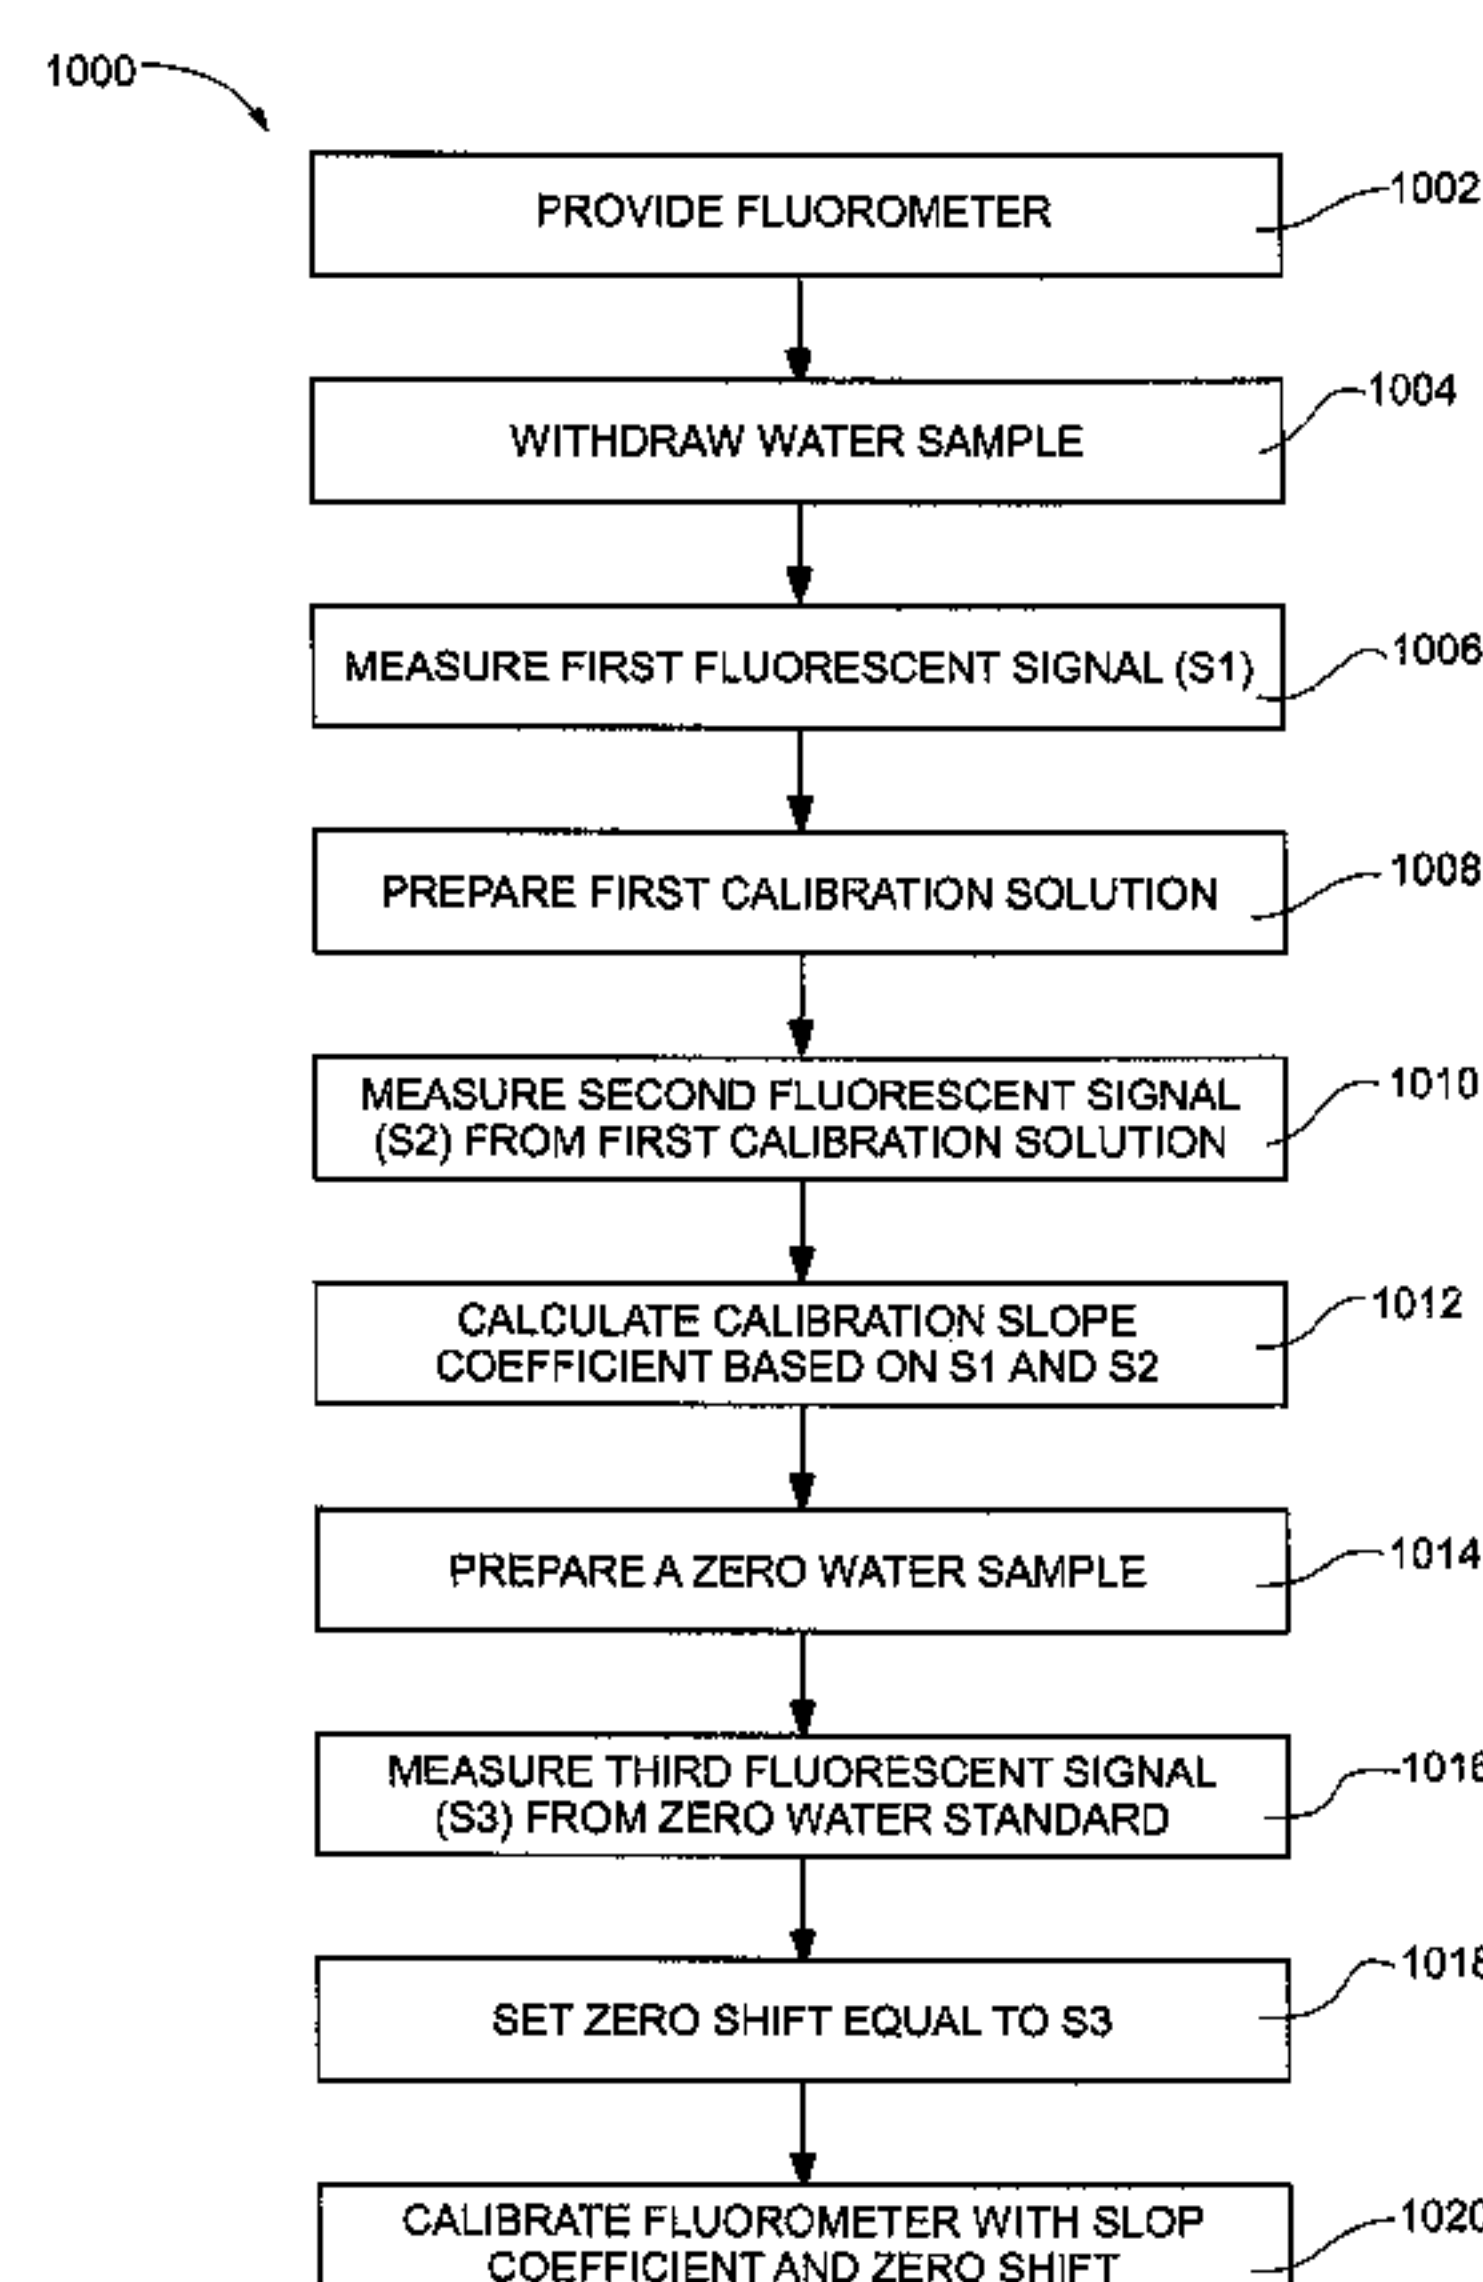 1000
PROVIDE FLUOROMETER
1002
WITHDRAW WATER SAMPLE
1004
MEASURE FIRST FLUORESCENT SIGNAL (S1)
1006
PREPARE FIRST CALIBRATION SOLUTION
1008
MEASURE SECOND FLUORESCENT SIGNAL
(S2) FROM FIRST CALIBRATION SOLUTION
1010
CALCULATE CALIBRATION SLOPE
COEFFICIENT BASED ON S1 AND S2
1012
PREPARE A ZERO WATER SAMPLE
1014
MEASURE THIRD FLUORESCENT SIGNAL
(S3) FROM ZERO WATER STANDARD
1016
SET ZERO SHIFT EQUAL TO S3
1018
CALIBRATE FLUOROMETER WITH SLOP
COEFFICIENT AND ZERO SHIFT
1020